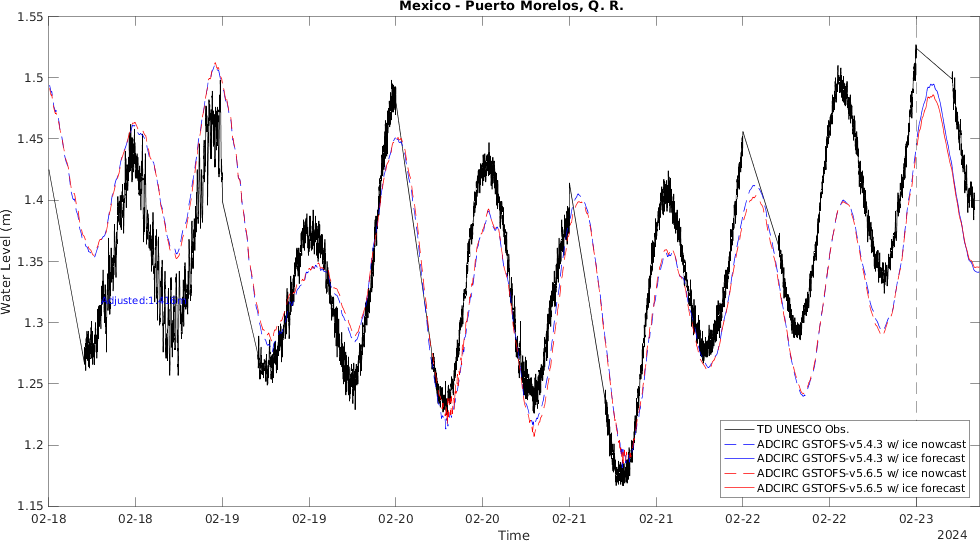 Mexico - Puerto Morelos, Q. R.
1.55
1.5
1.45
1.4
1.35
1.3
1.25
1.2
1.15
Water Level (m)
Adjusted:1
TD UNESCO Obs.
ADCIRC GSTOFS-v5.4.3 w/ ice nowcast
ADCIRC GSTOFS-v5.4.3 w/ ice forecast
ADCIRC GSTOFS-v5.6.5 w/ ice nowcast
ADCIRC GSTOFS-v5.6.5 w/ ice forecast
02-18 02-18 02-19 02-19 02-20 02-20 02-21 02-21 02-22 02-22 02-23
Time
2024